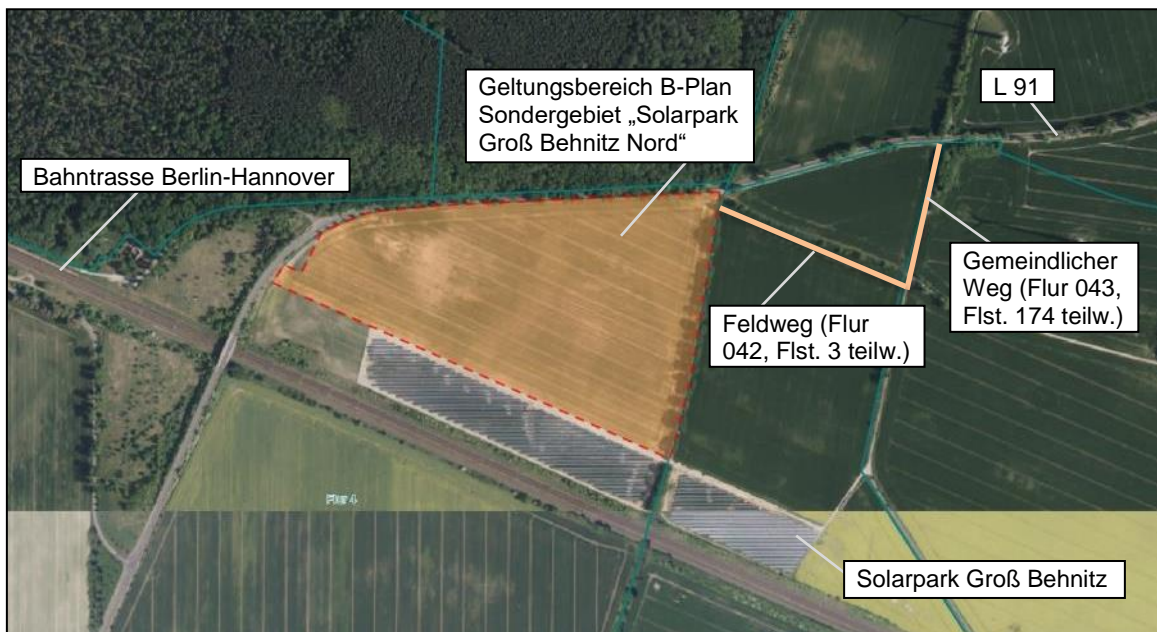 Geltungsbereich B-Plan
Sondergebiet „Solarpark
Groß Behnitz Nord“
L 91
Bahntrasse Berlin-Hannover
Gemeindlicher
Weg (Flur 043,
Flst. 174 teilw.)
Feldweg (Flur
042, Flst. 3 teilw.)
Flur 4
Solarpark Groß Behnitz